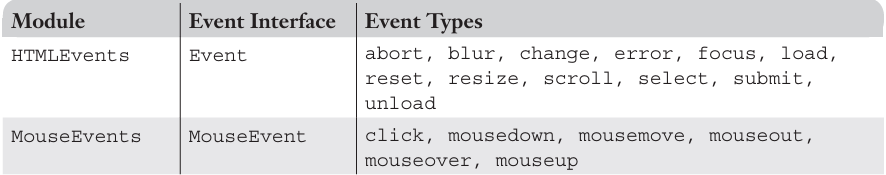 Module Event Interface Event Types
HTMLEvents Event abort, blur, change, error, focus, load,
reset, resize, scroll, select, submit,
unload
MouseEvents MouseEvent click, mousedown, mousemove, mouseout,
mouseover, mouseup